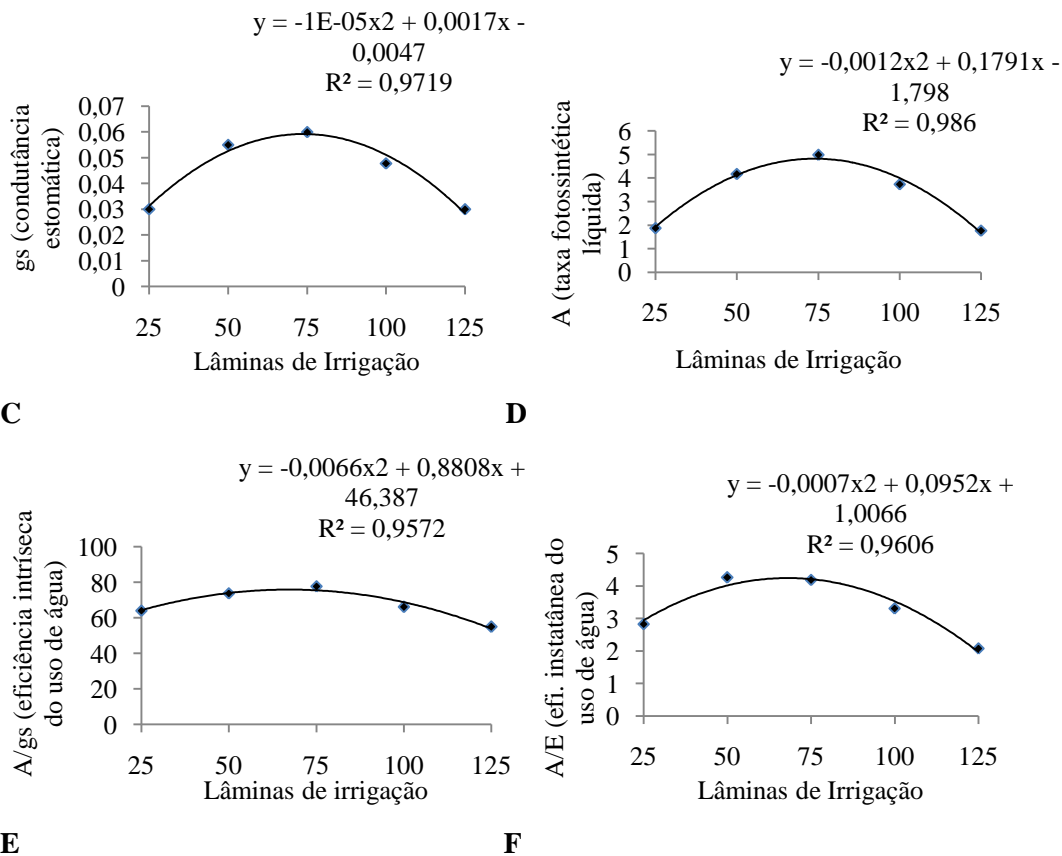 y = -1E-05x2 + 0,0017x -
0,0047
R² = 0,9719
gs (condutância
estomática)
0,07
0,06
0,05
0,04
0,03
0,02
0,01
0
25 50 75 100 125
Lâminas de Irrigação
y = -0,0012x2 + 0,1791x -
1,798
R² = 0,986
A (taxa fotossintética
líquida)
6
5
4
3
2
1
0
25 50 75 100 125
Lâminas de Irrigação
C D
y = -0,0066x2 + 0,8808x +
46,387
R² = 0,9572
A/gs (eficiência intríseca
do uso de água)
100
80
60
40
20
0
25 50 75 100 125
Lâminas de irrigação
y = -0,0007x2 + 0,0952x +
1,0066
R² = 0,9606
A/E (efi. instatânea do
uso de água)
5
4
3
2
1
0
25 50 75 100 125
Lâminas de Irrigação
E F